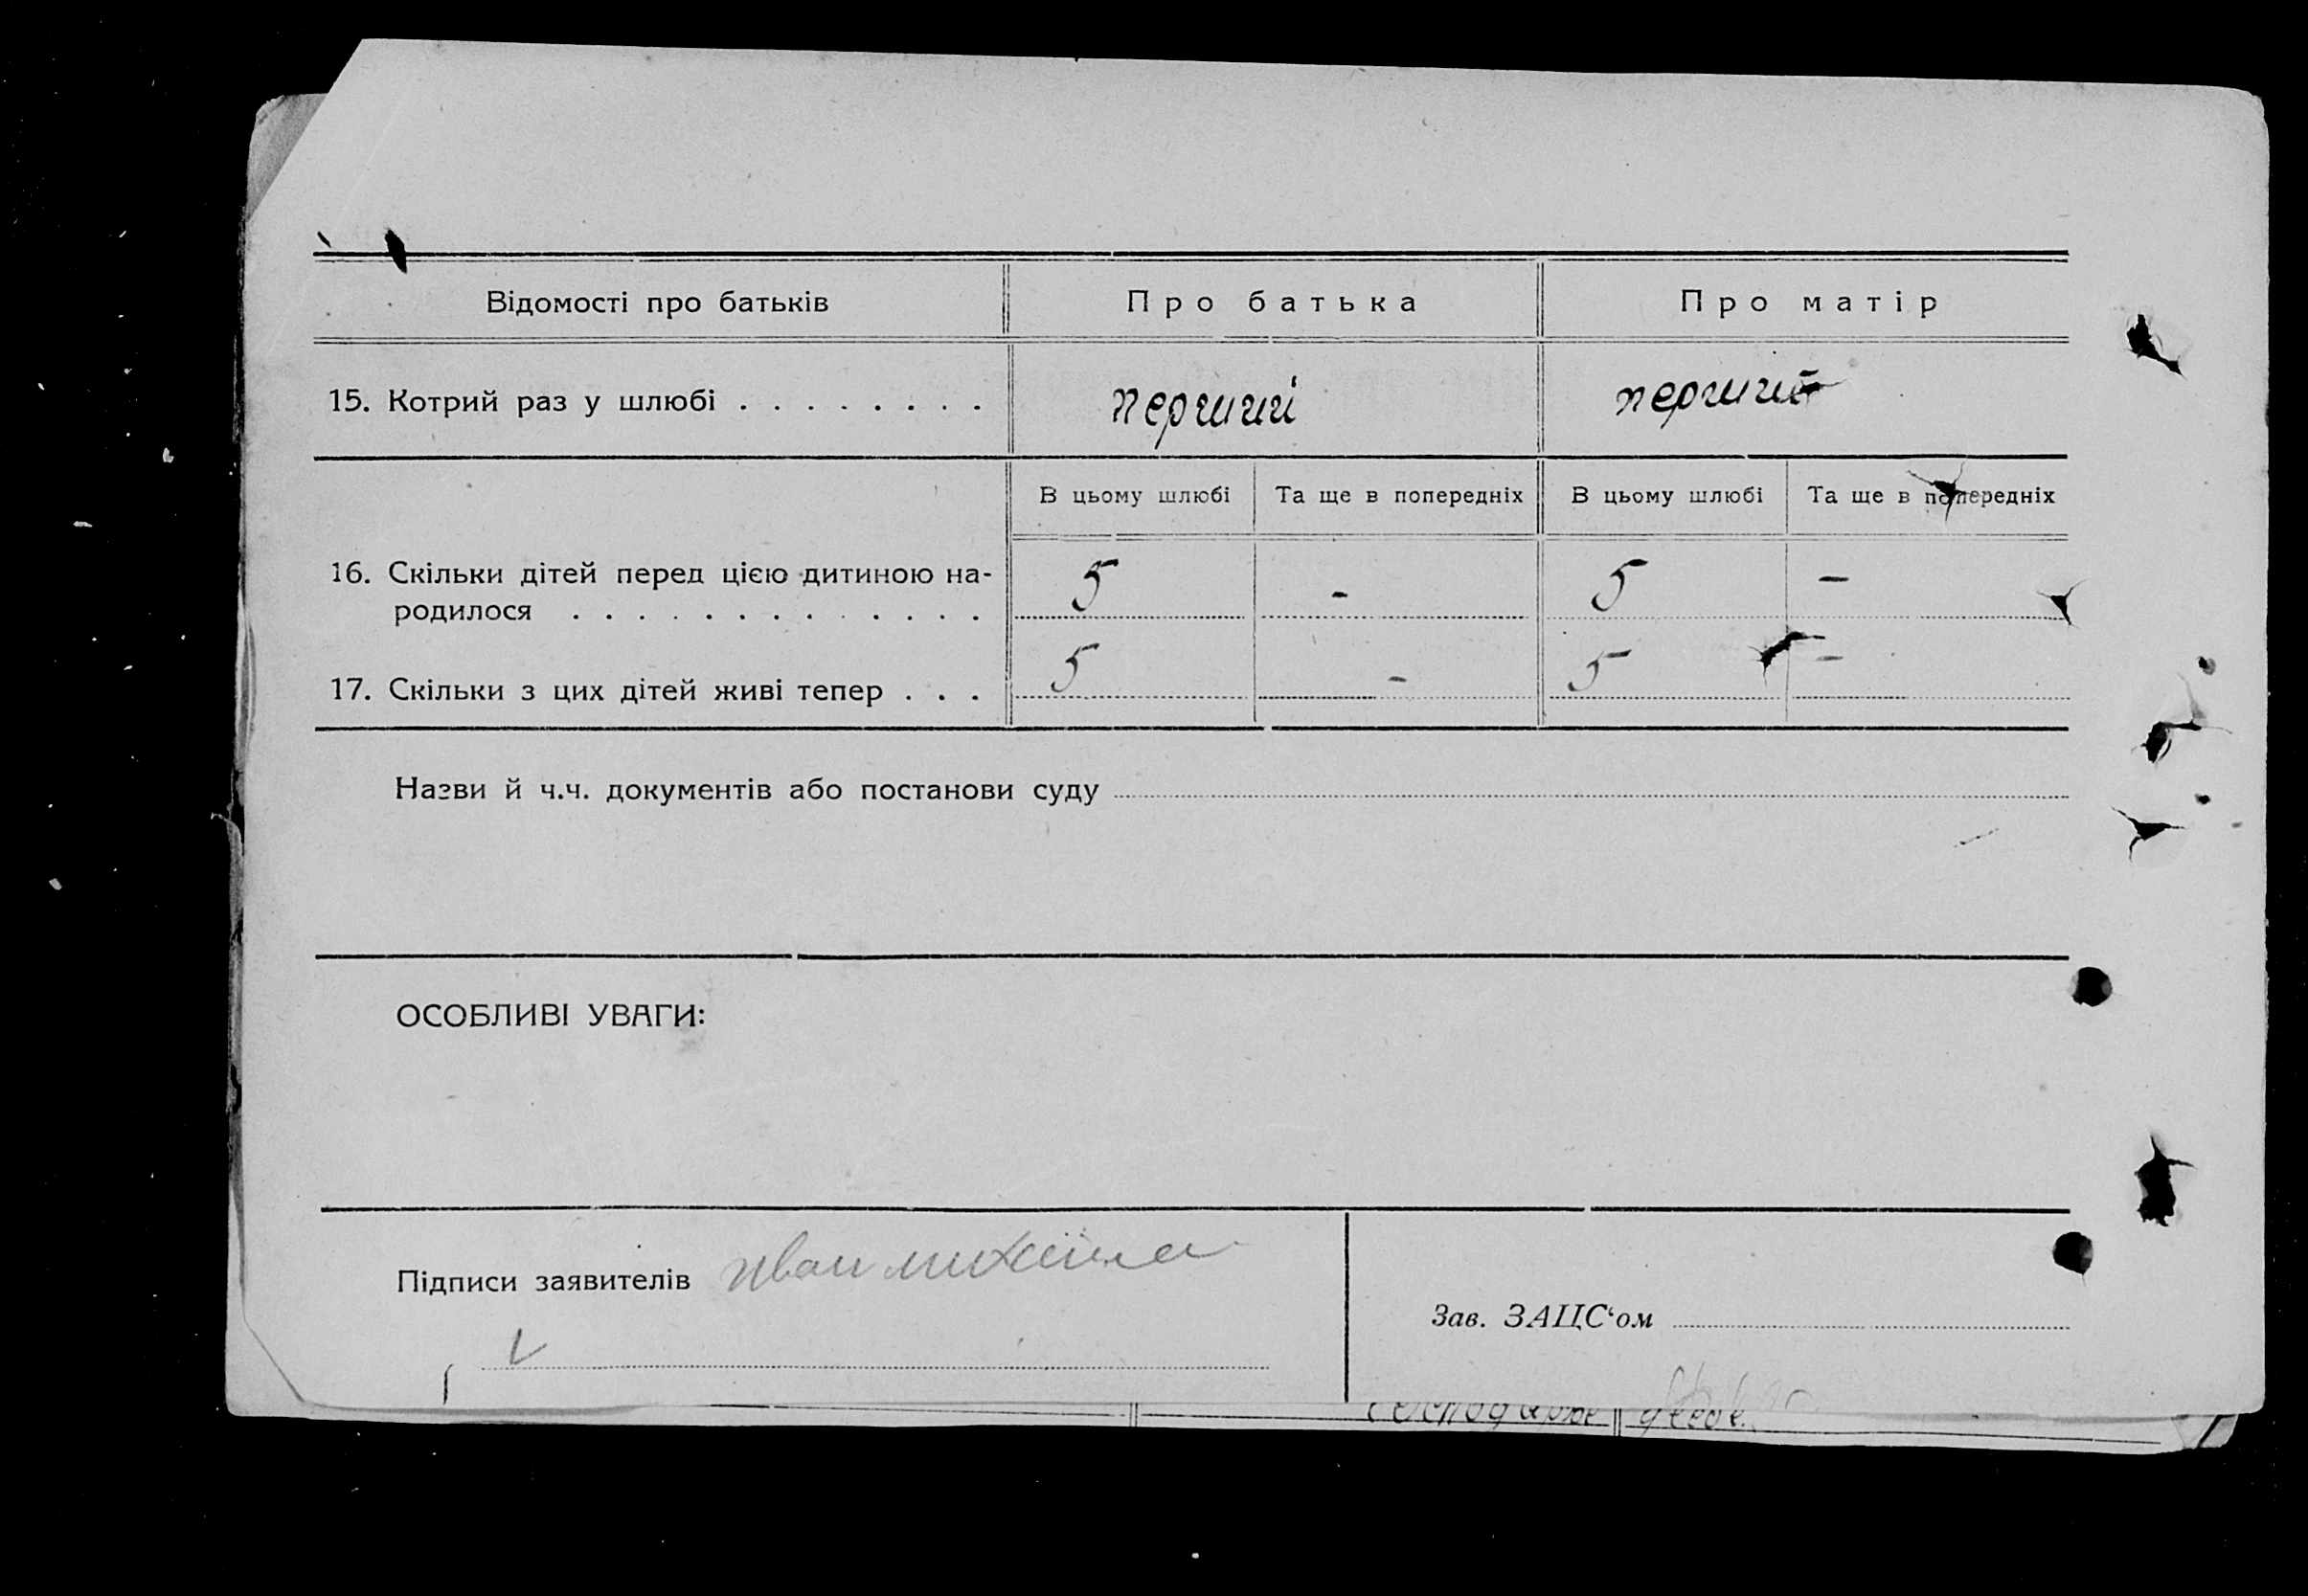 Відомості про батьків Про батька Про матір
15. Котрий раз у шлюбі . . . . . . . . перший перший
В цьому шлюбі Та ще в попередніх В цьому шлюбі Та ще в попередніх
16. Скільки дітей перед цією дитиною на-
родилося . . . . . . . . . . . . . 5 - 5 -
17. Скільки з цих дітей живі тепер . . . 5 - 5 -
Назви й ч.ч. документів або постанови суду
ОСОБЛИВІ УВАГИ:
Підписи заявителів Иван
Зав. ЗАЦС‘ом